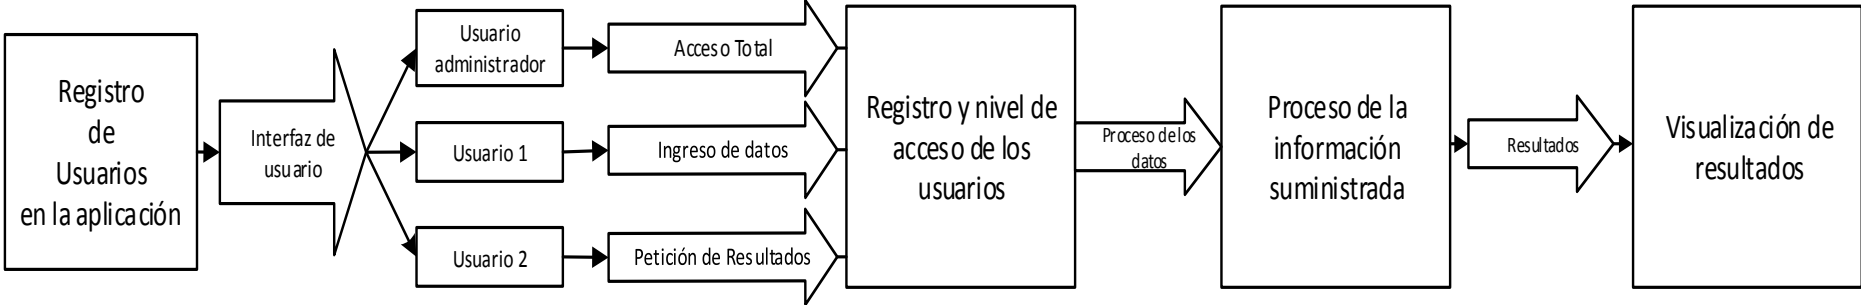 Registro
de
Usuarios
en la aplicación
Interfaz de
usuario
Usuario
administrador
Usuario 1
Usuario 2
Acceso Total
Ingreso de datos
Petición de Resultados
Registro y nivel de
acceso de los
usuarios
Proceso de los
datos
Proceso de la
información
suministrada
Resultados
Visualización de
resultados